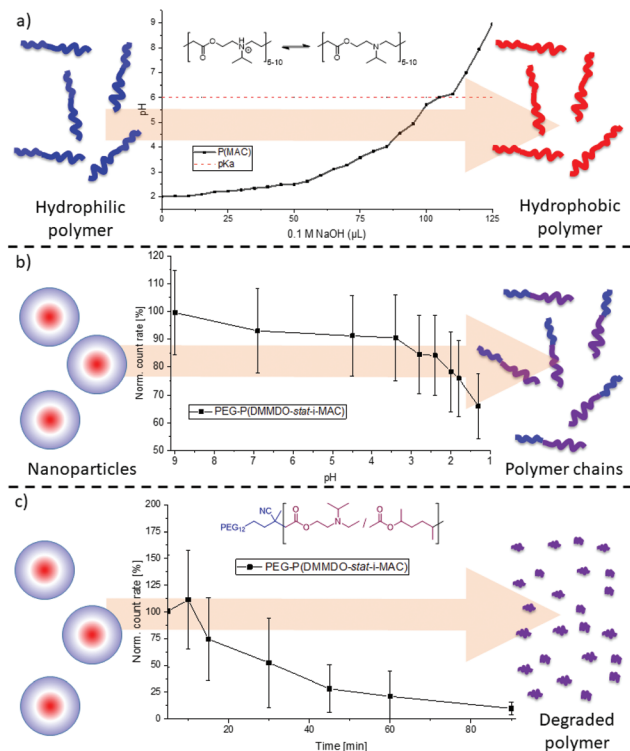 a)
9
8
7
6
5
4
3
2
pH
O
O
H
N
5-10
O
O
N
5-10
P(MAC)
pKa
0
25
50
75
100
125
0.1 M NaOH (µL)
Hydrophilic
polymer
Hydrophobic
polymer
b)
120
110
100
90
80
70
60
50
Norm. count rate [%]
PEG-P(DMMDO-stat-i-MAC)
9
8
7
6
5
4
3
2
1
pH
Nanoparticles
Polymer chains
c)
200
175
150
125
100
75
50
25
0
Norm. count rate [%]
PEG12
NC
O
O
N
/
O
O
PEG-P(DMMDO-stat-i-MAC)
20
40
60
80
Time [min]
Degraded
polymer